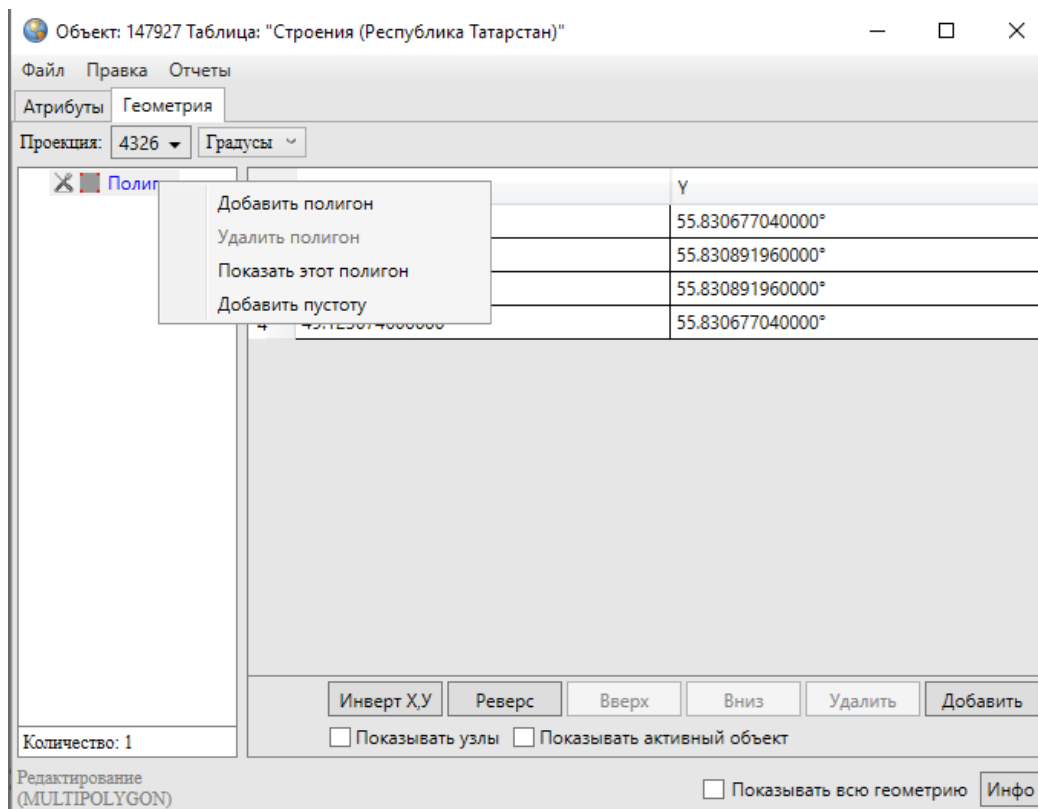 Объект: 147927 Таблица: "Строения (Республика Татарстан)"
Файл Правка Отчеты
Атрибуты Геометрия
Проекция: 4326 Градусы
Y
Добавить полигон
55.830677040000°
Удалить полигон
55.830891960000°
Показать этот полигон
55.830891960000°
Добавить пустоту
4 55.830677040000°
Инверт X,У Реверс Вверх Вниз Удалить Добавить
Показывать узлы Показывать активный объект
Количество: 1
Редактирование
(MULTIPOLYGON)
Показывать всю геометрию Инфо